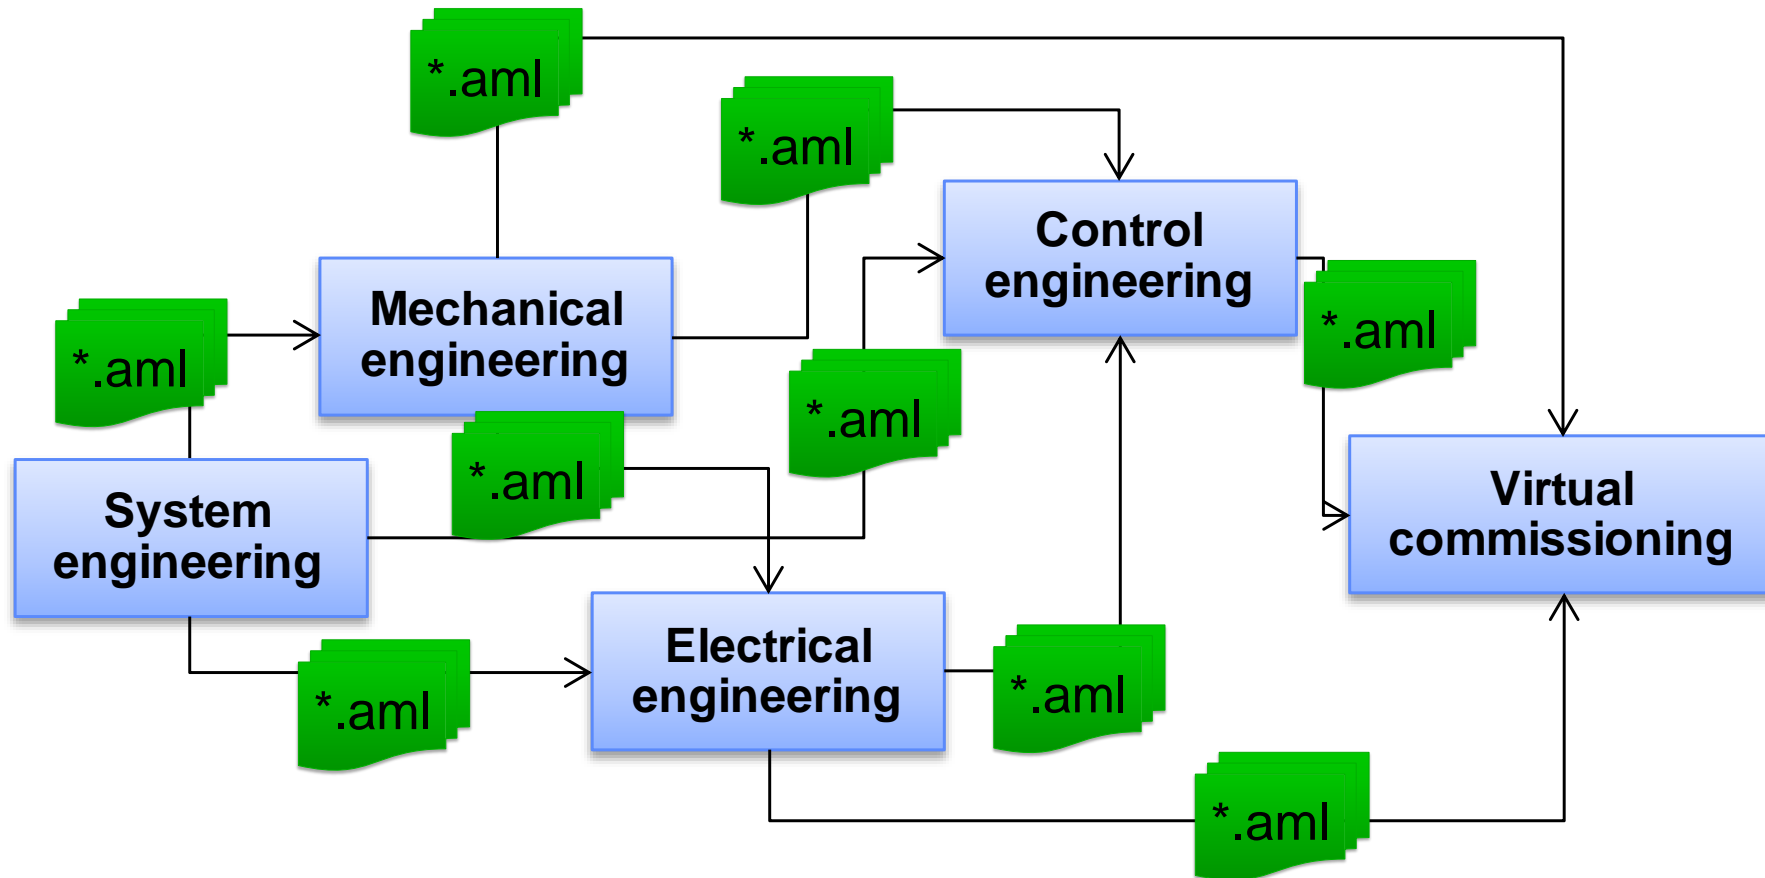 *.aml
*.aml
Control
engineering
Mechanical
engineering
*.aml
*.aml
*.aml
*.aml
System
engineering
Virtual
commissioning
Electrical
engineering
*.aml
*.aml
*.aml